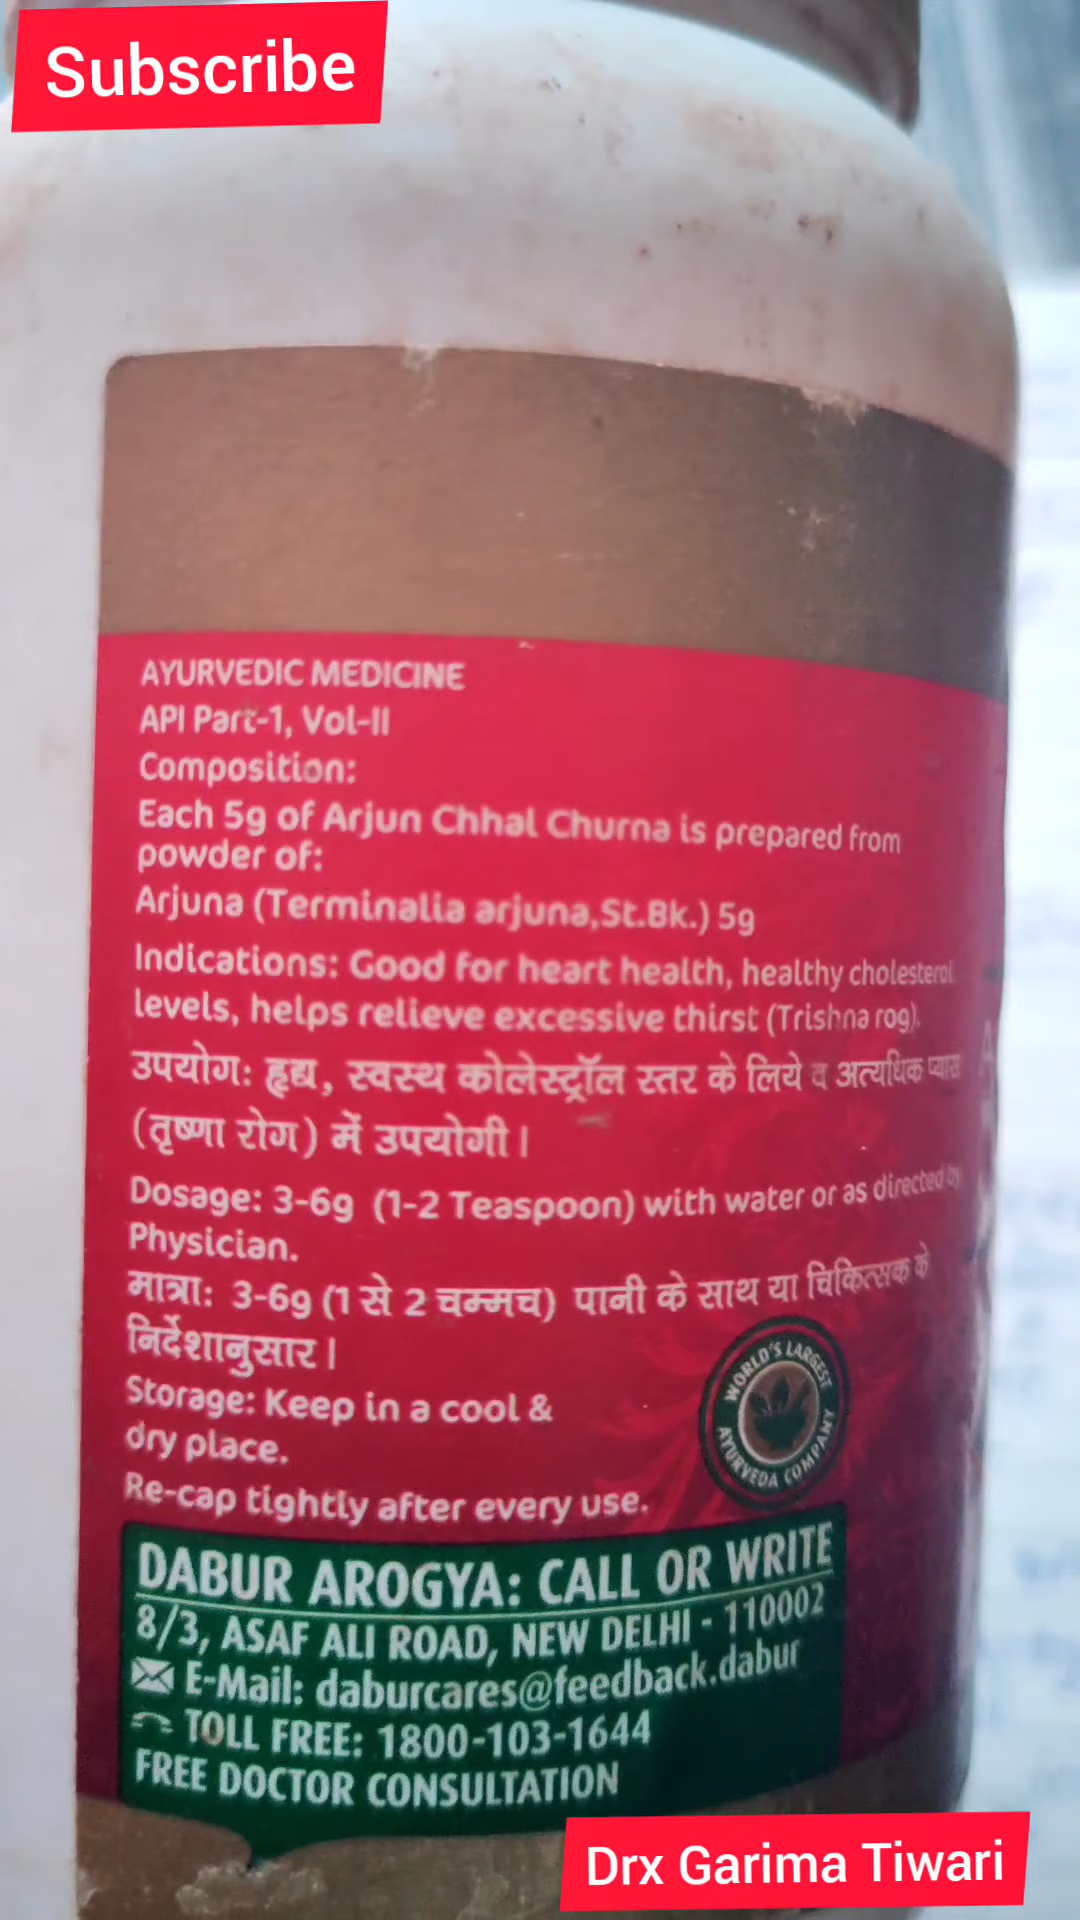 Subscribe
AYURVEDIC MEDICINE
API Part-1, Vol-II
Composition:
Each 5g of Arjun Chhal Churna is prepared from
powder of:
Arjuna (Terminalia arjuna,St.Bk.) 5g
Indications: Good for heart health, healthy cholesterol
levels, helps relieve excessive thirst (Trishna rog).
उपयोग: हृद्य, स्वस्थ कोलेस्ट्रॉल स्तर के लिये व अत्यधिक प्यास
(तृष्णा रोग) में उपयोगी।
Dosage: 3-6g (1-2 Teaspoon) with water or as directed by
Physician.
मात्रा: 3-6g (1 से 2 चम्मच) पानी के साथ या चिकित्सक के
निर्देशानुसार।
Storage: Keep in a cool &
dry place.
Re-cap tightly after every use.
WORLD'S LARGEST
AYURVEDA COMPANY
DABUR AROGYA: CALL OR WRITE
8/3, ASAF ALI ROAD, NEW DELHI - 110002
E-Mail: daburcares@feedback.dabur
TOLL FREE: 1800-103-1644
FREE DOCTOR CONSULTATION
Drx Garima Tiwari